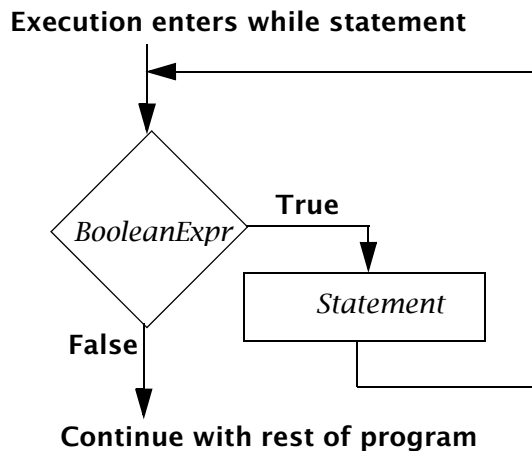 Execution enters while statement
True
BooleanExpr
Statement
False
Continue with rest of program